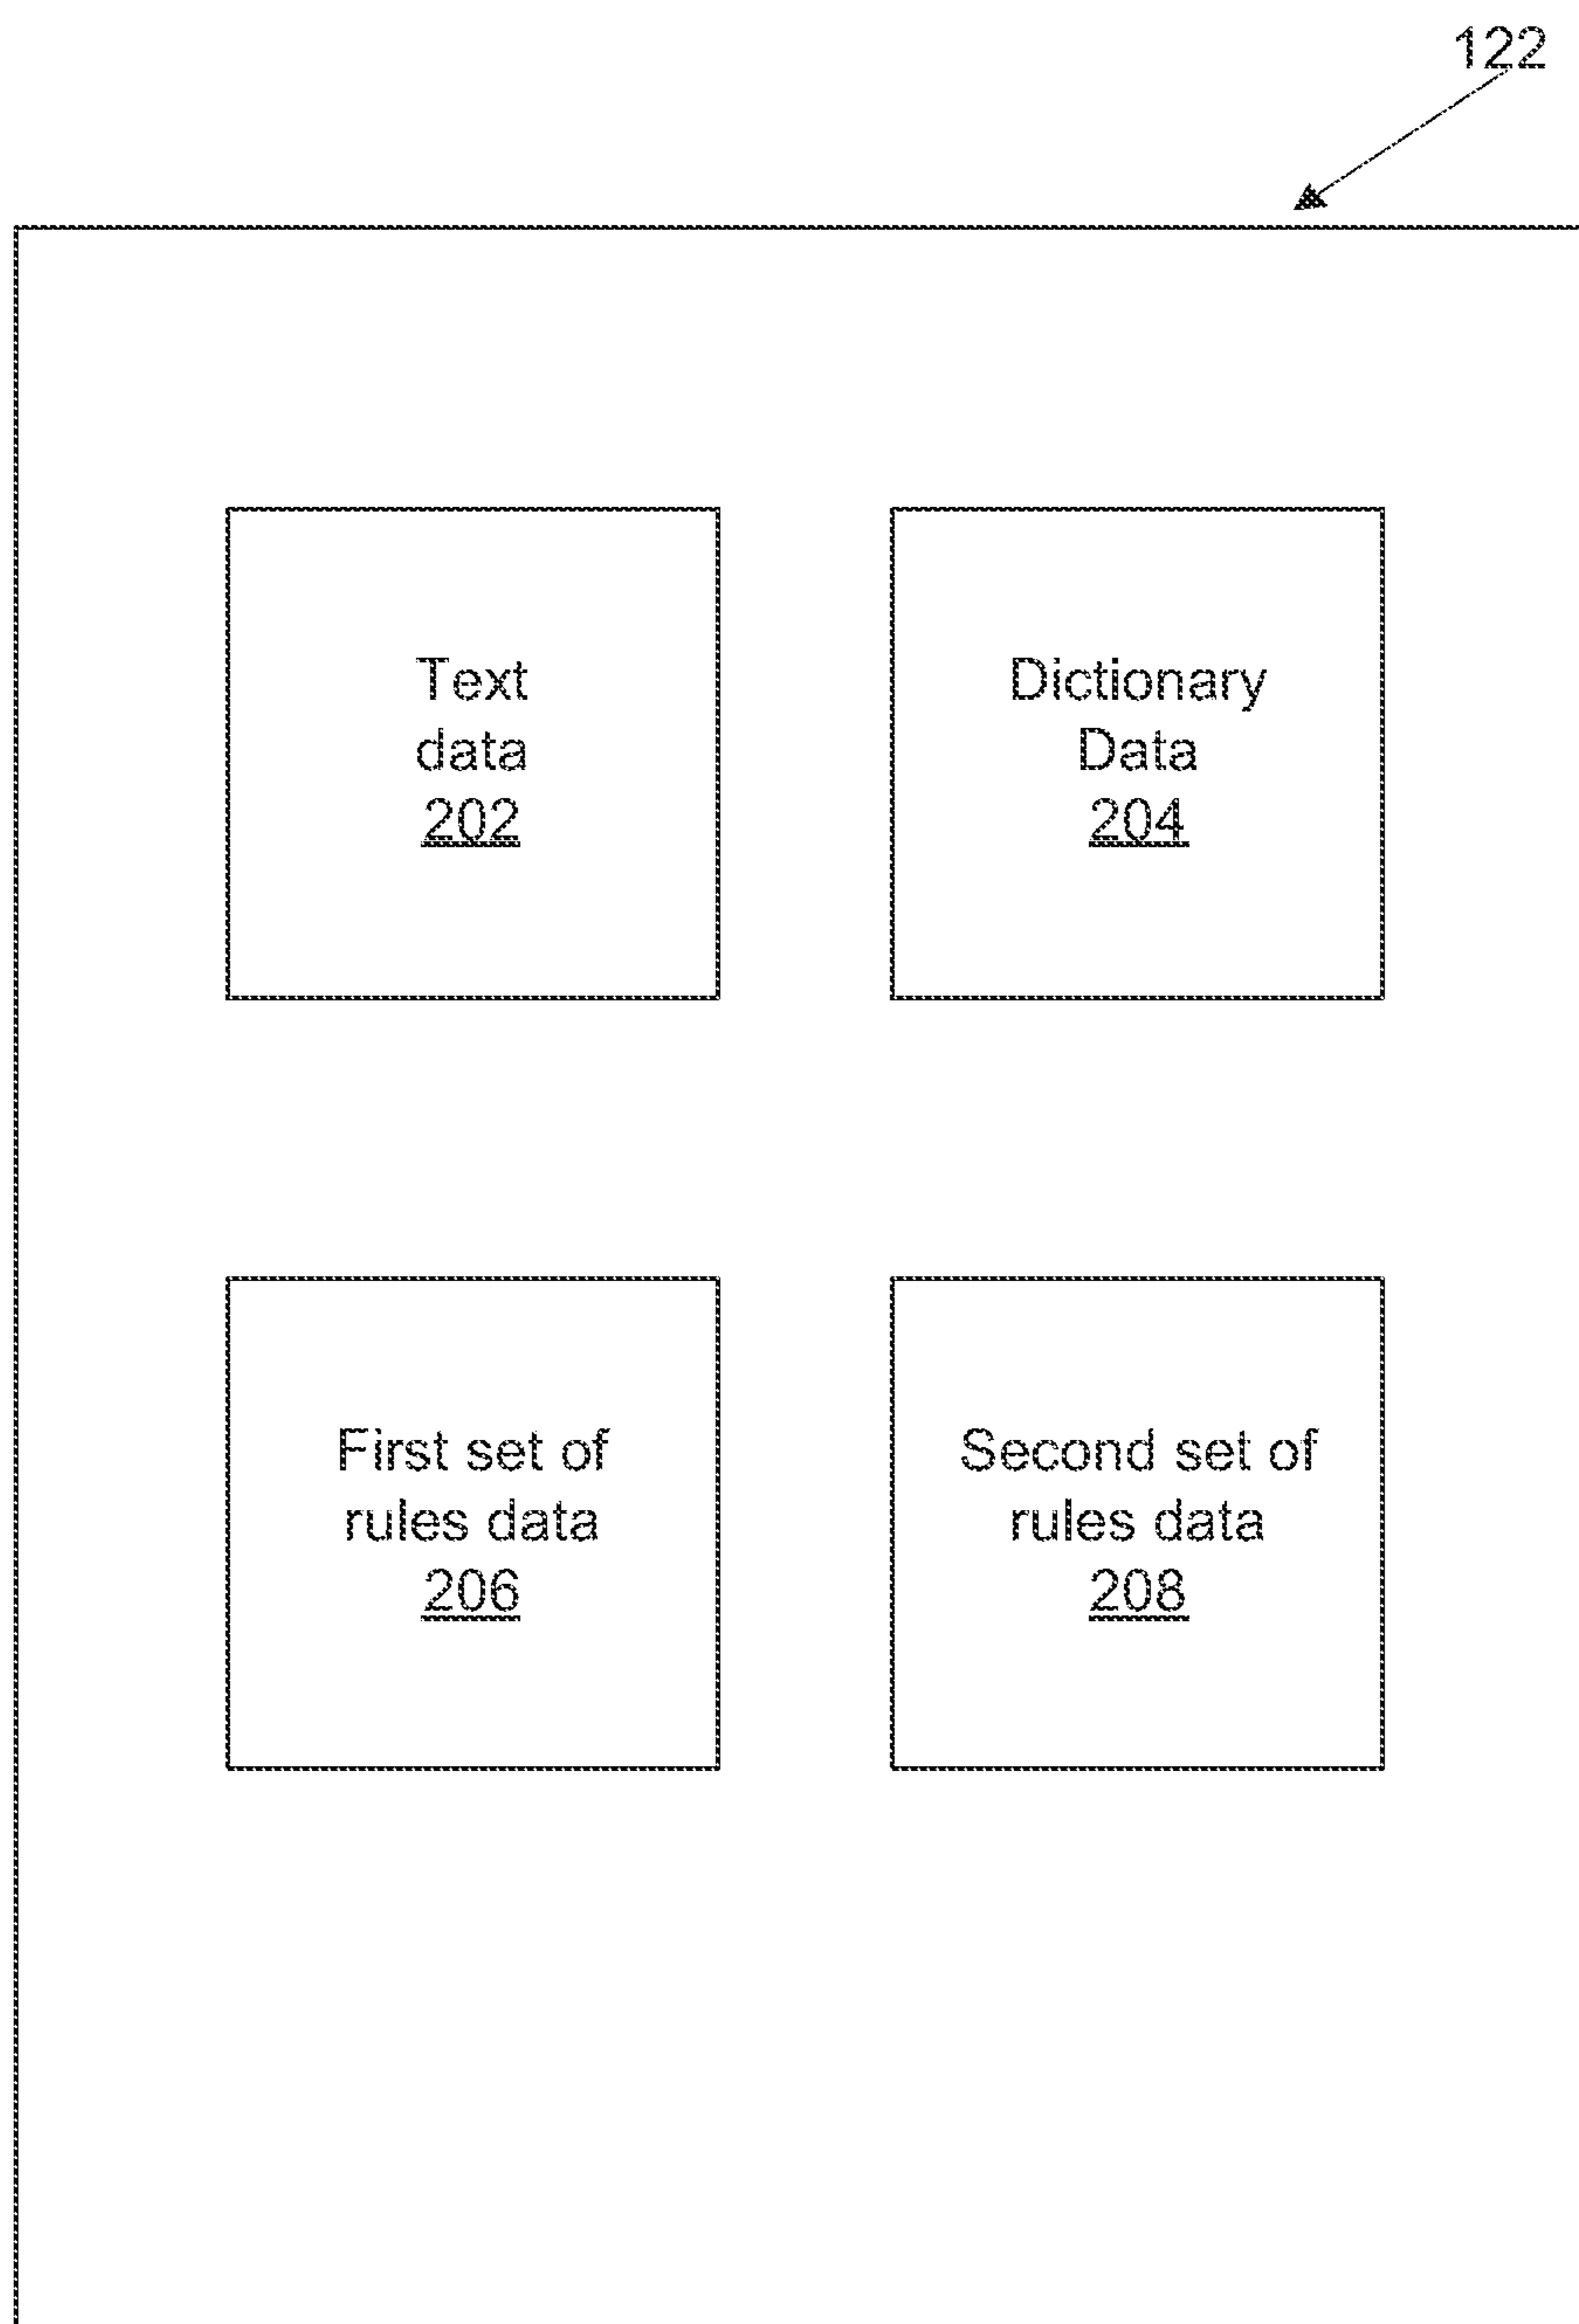 122
Text
data
202
Dictionary
Data
204
First set of
rules data
206
Second set of
rules data
208